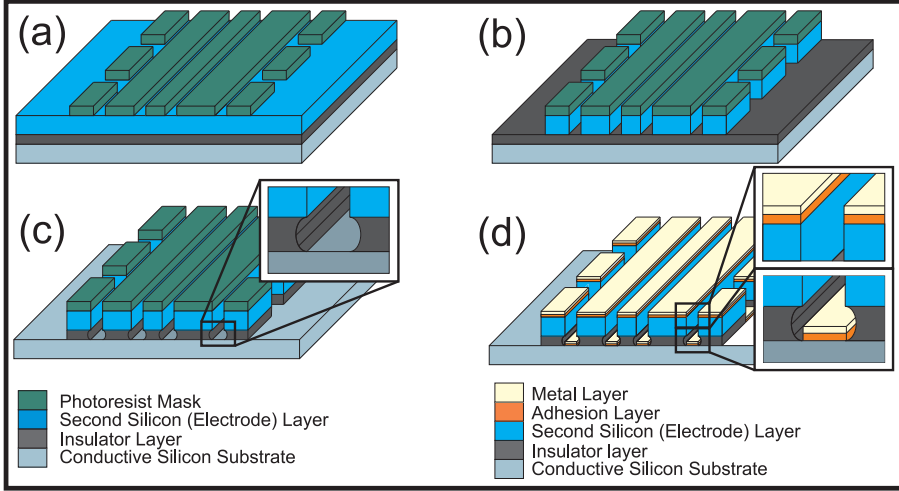 (a)
(b)
(c)
(d)
Photoresist Mask
Second Silicon (Electrode) Layer
Insulator Layer
Conductive Silicon Substrate
Metal Layer
Adhesion Layer
Second Silicon (Electrode) Layer
Insulator layer
Conductive Silicon Substrate